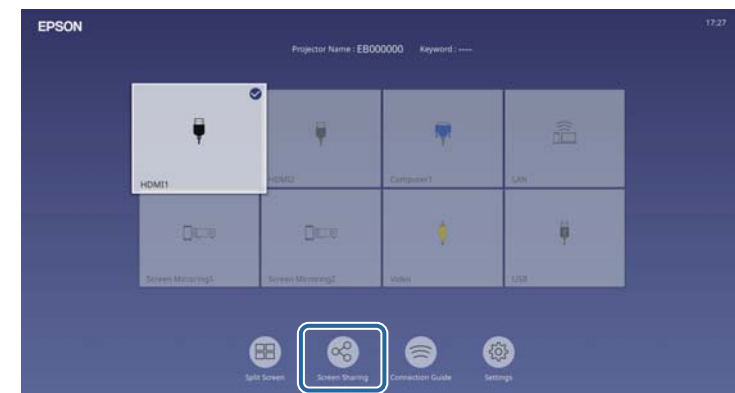 EPSON
17:27
Projector Name : EB000000 Keyword : ----
HDMI1
HDMI2
Computer1
LAN
Screen Mirroring1
Screen Mirroring2
Video
USB
Split Screen
Screen Sharing
Connection Guide
Settings